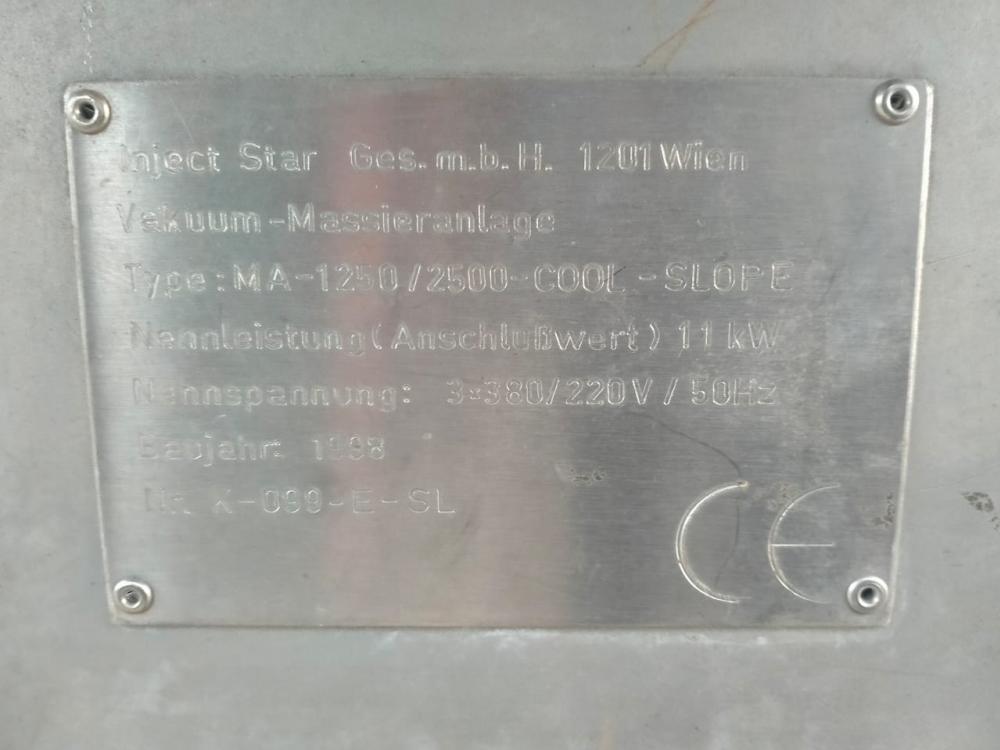 Inject Star Ges.m.b.H. 1201 Wien
Vakuum-Massieranlage
Type: MA-1250/2500-COOL-SLOPE
Nennleistung (Anschlußwert) 11 kW
Nennspannung: 3×380/220V / 50Hz
Baujahr: 1998
Nr. K-099-E-SL
CE